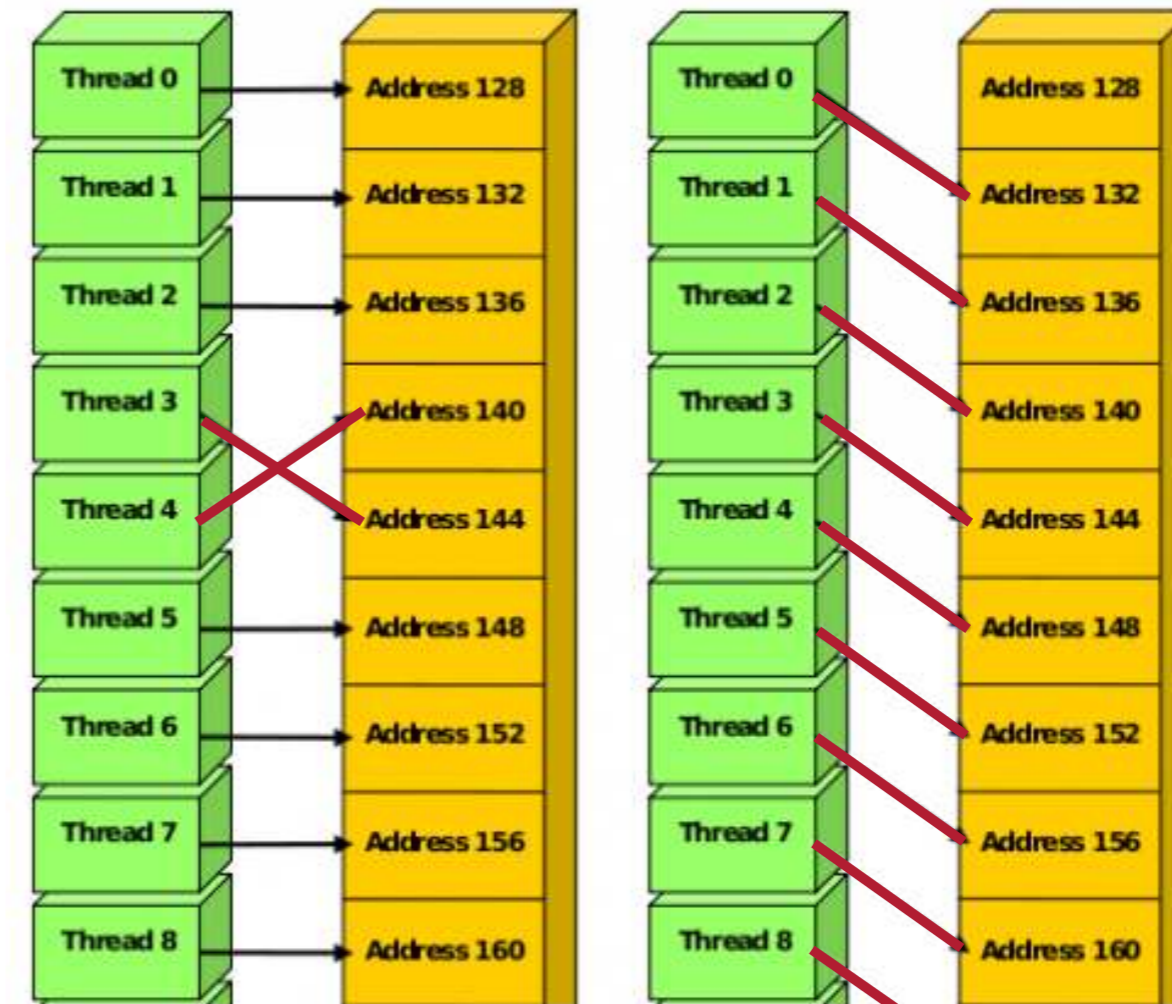 Thread 0
Address 128
Thread 1
Address 132
Thread 2
Address 136
Thread 3
Address 140
Thread 4
Address 144
Thread 5
Address 148
Thread 6
Address 152
Thread 7
Address 156
Thread 8
Address 160
Thread 0
Address 128
Thread 1
Address 132
Thread 2
Address 136
Thread 3
Address 140
Thread 4
Address 144
Thread 5
Address 148
Thread 6
Address 152
Thread 7
Address 156
Thread 8
Address 160